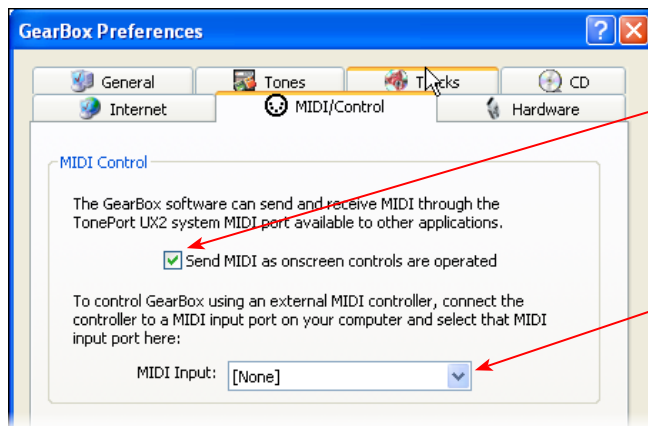 GearBox Preferences
General Tones Tracks CD
Internet MIDI/Control Hardware
MIDI Control
The GearBox software can send and receive MIDI through the
TonePort UX2 system MIDI port available to other applications.
Send MIDI as onscreen controls are operated
To control GearBox using an external MIDI controller, connect the
controller to a MIDI input port on your computer and select that MIDI
input port here:
MIDI Input: [None]